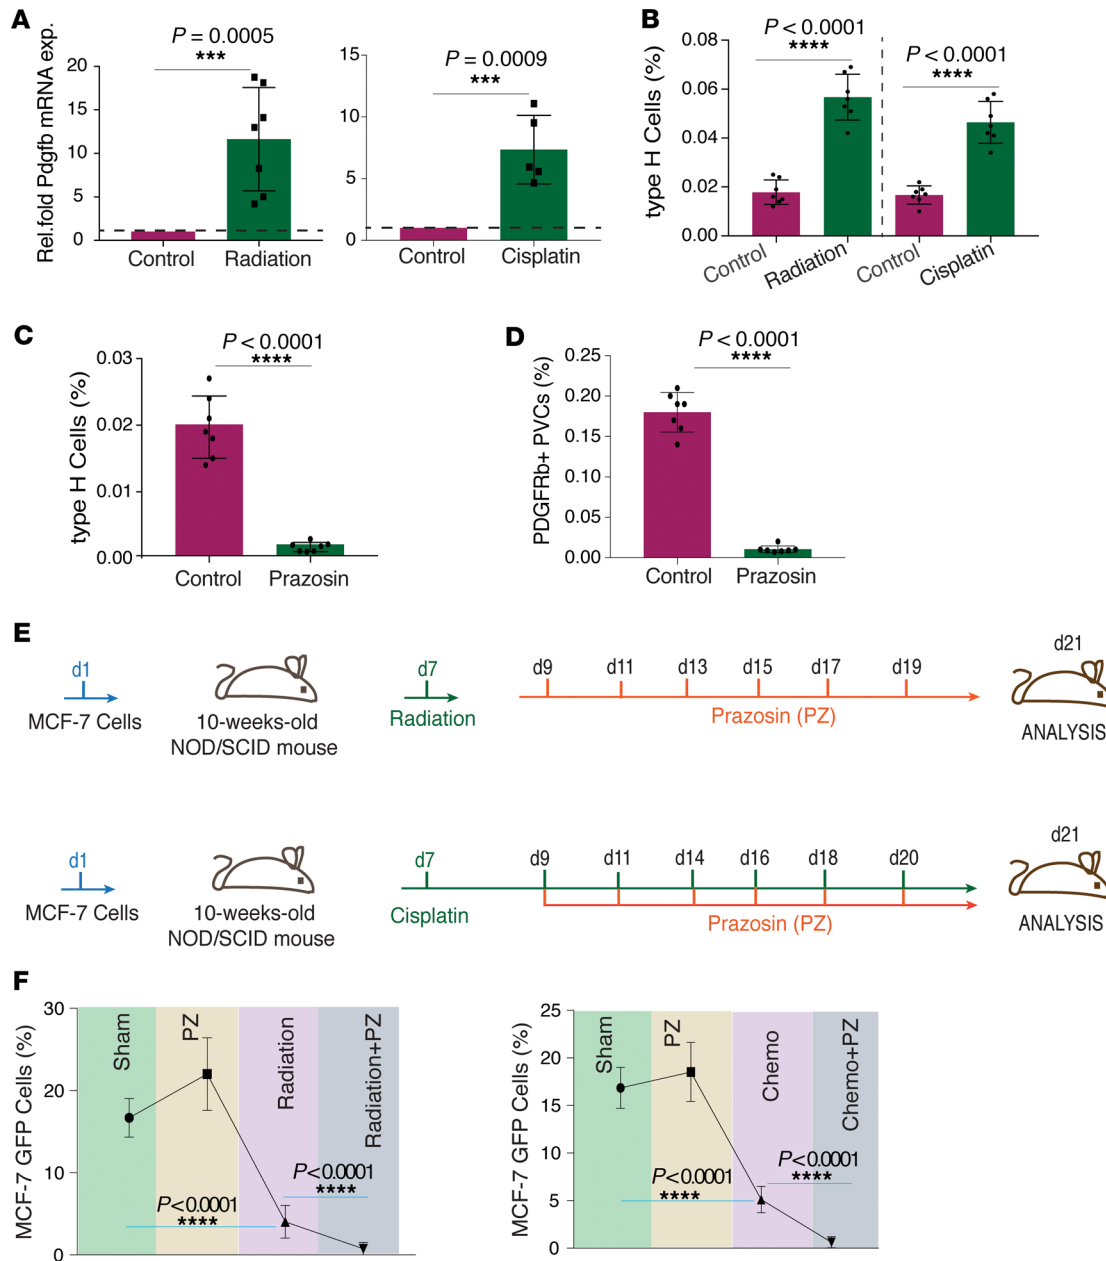 A
P = 0.0005
***
Rel.fold Pdgfb mRNA exp.
20
15
10
5
0
Control
Radiation
P = 0.0009
***
15
10
5
0
Control
Cisplatin
B
P < 0.0001
****
P < 0.0001
****
type H Cells (%)
0.08
0.06
0.04
0.02
0.00
Control
Radiation
Control
Cisplatin
C
P < 0.0001
****
type H Cells (%)
0.03
0.02
0.01
0.00
Control
Prazosin
D
P < 0.0001
****
PDGFRb+ PVCs (%)
0.25
0.20
0.15
0.10
0.05
0.00
Control
Prazosin
E
d1
MCF-7 Cells
10-weeks-old
NOD/SCID mouse
d7
Radiation
d9
d11
d13
d15
d17
d19
Prazosin (PZ)
d21
ANALYSIS
d1
MCF-7 Cells
10-weeks-old
NOD/SCID mouse
d7
Cisplatin
d9
d11
d14
d16
d18
d20
Prazosin (PZ)
d21
ANALYSIS
F
MCF-7 GFP Cells (%)
30
20
10
0
Sham
PZ
Radiation
Radiation+PZ
P<0.0001
****
P<0.0001
****
MCF-7 GFP Cells (%)
25
20
15
10
5
0
Sham
PZ
Chemo
Chemo+PZ
P<0.0001
****
P<0.0001
****